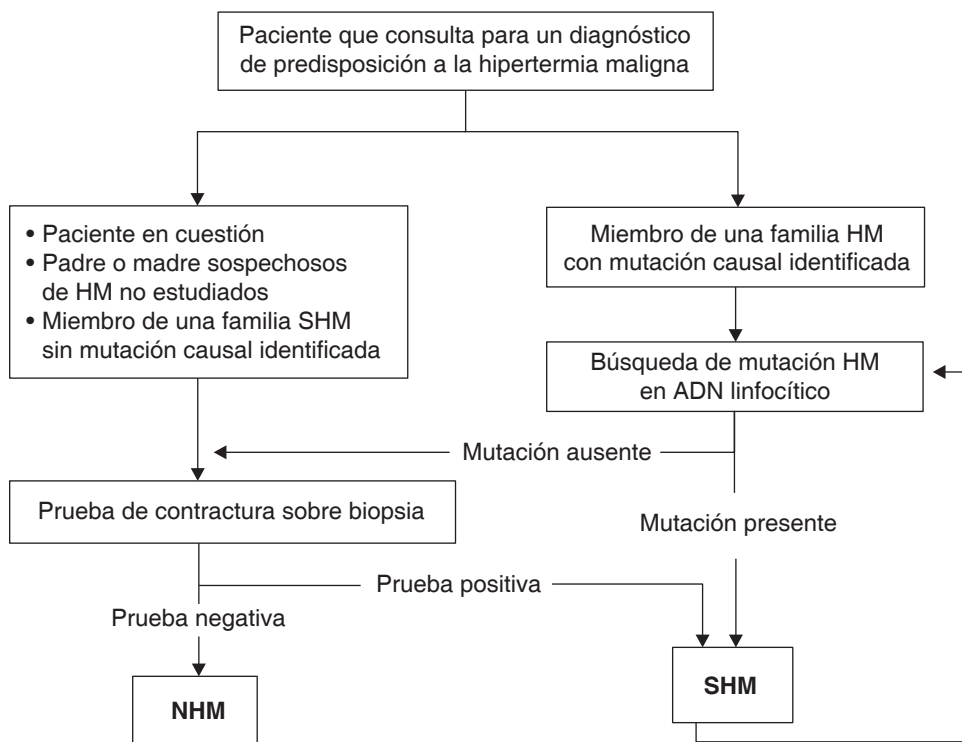 Paciente que consulta para un diagnóstico
de predisposición a la hipertermia maligna
• Paciente en cuestión
• Padre o madre sospechosos
de HM no estudiados
• Miembro de una familia SHM
sin mutación causal identificada
Miembro de una familia HM
con mutación causal identificada
Búsqueda de mutación HM
en ADN linfocítico
Mutación ausente
Prueba de contractura sobre biopsia
Mutación presente
Prueba positiva
Prueba negativa
NHM
SHM